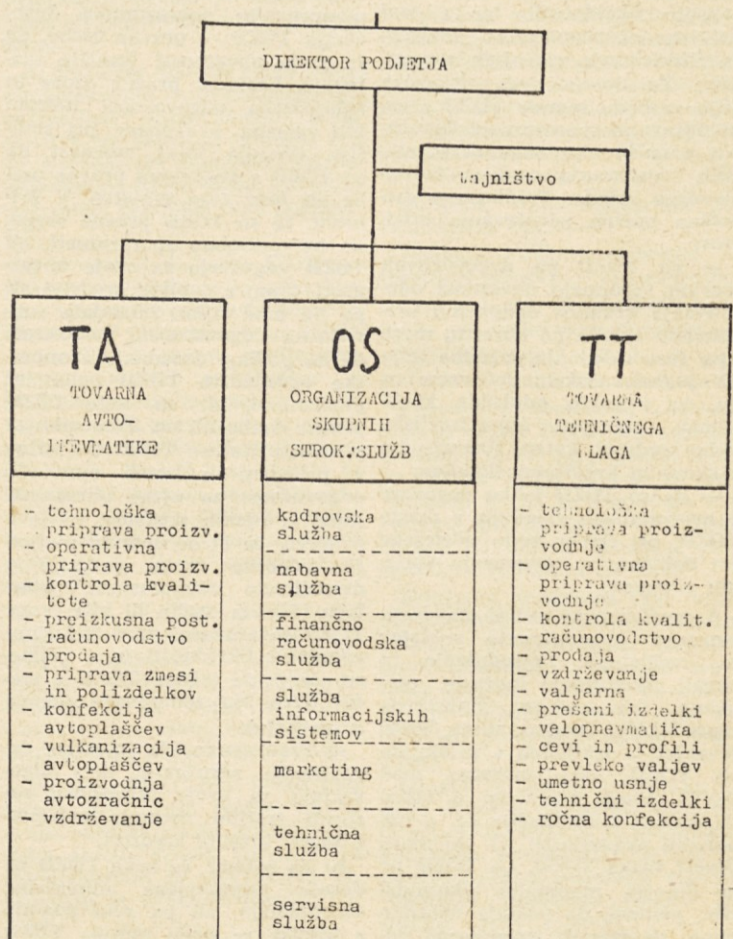 DIREKTOR PODJETJA
tajništvo
TA
TOVARNA
AVTO-
PNEVMATIKE
- tehnološka
priprava proizv.
- operativna
priprava proizv.
- kontrola kvali-
tete
- preizkusna post.
- računovodstvo
- prodaja
- priprava zmesi
in polizdelkov
- konfekcija
avtoplaščev
- vulkanizacija
avtoplaščev
- proizvodnja
avtozračnic
- vzdrževanje
OS
ORGANIZACIJA
SKUPNIH
STROK. SLUŽB
kadrovska
služba
nabavna
služba
finančno
računovodska
služba
služba
informacijskih
sistemov
marketing
tehnična
služba
servisna
služba
TT
TOVARNA
TEHNIČNEGA
BLAGA
- tehnološka
priprava proiz-
vodnje
- operativna
priprava proiz-
vodnje
- kontrola kvalit.
- računovodstvo
- prodaja
- vzdrževanje
- valjarna
- prešani izdelki
- velopnevmatika
- cevi in profili
- prevleke valjev
- umetno usnje
- tehnični izdelki
- ročna konfekcija